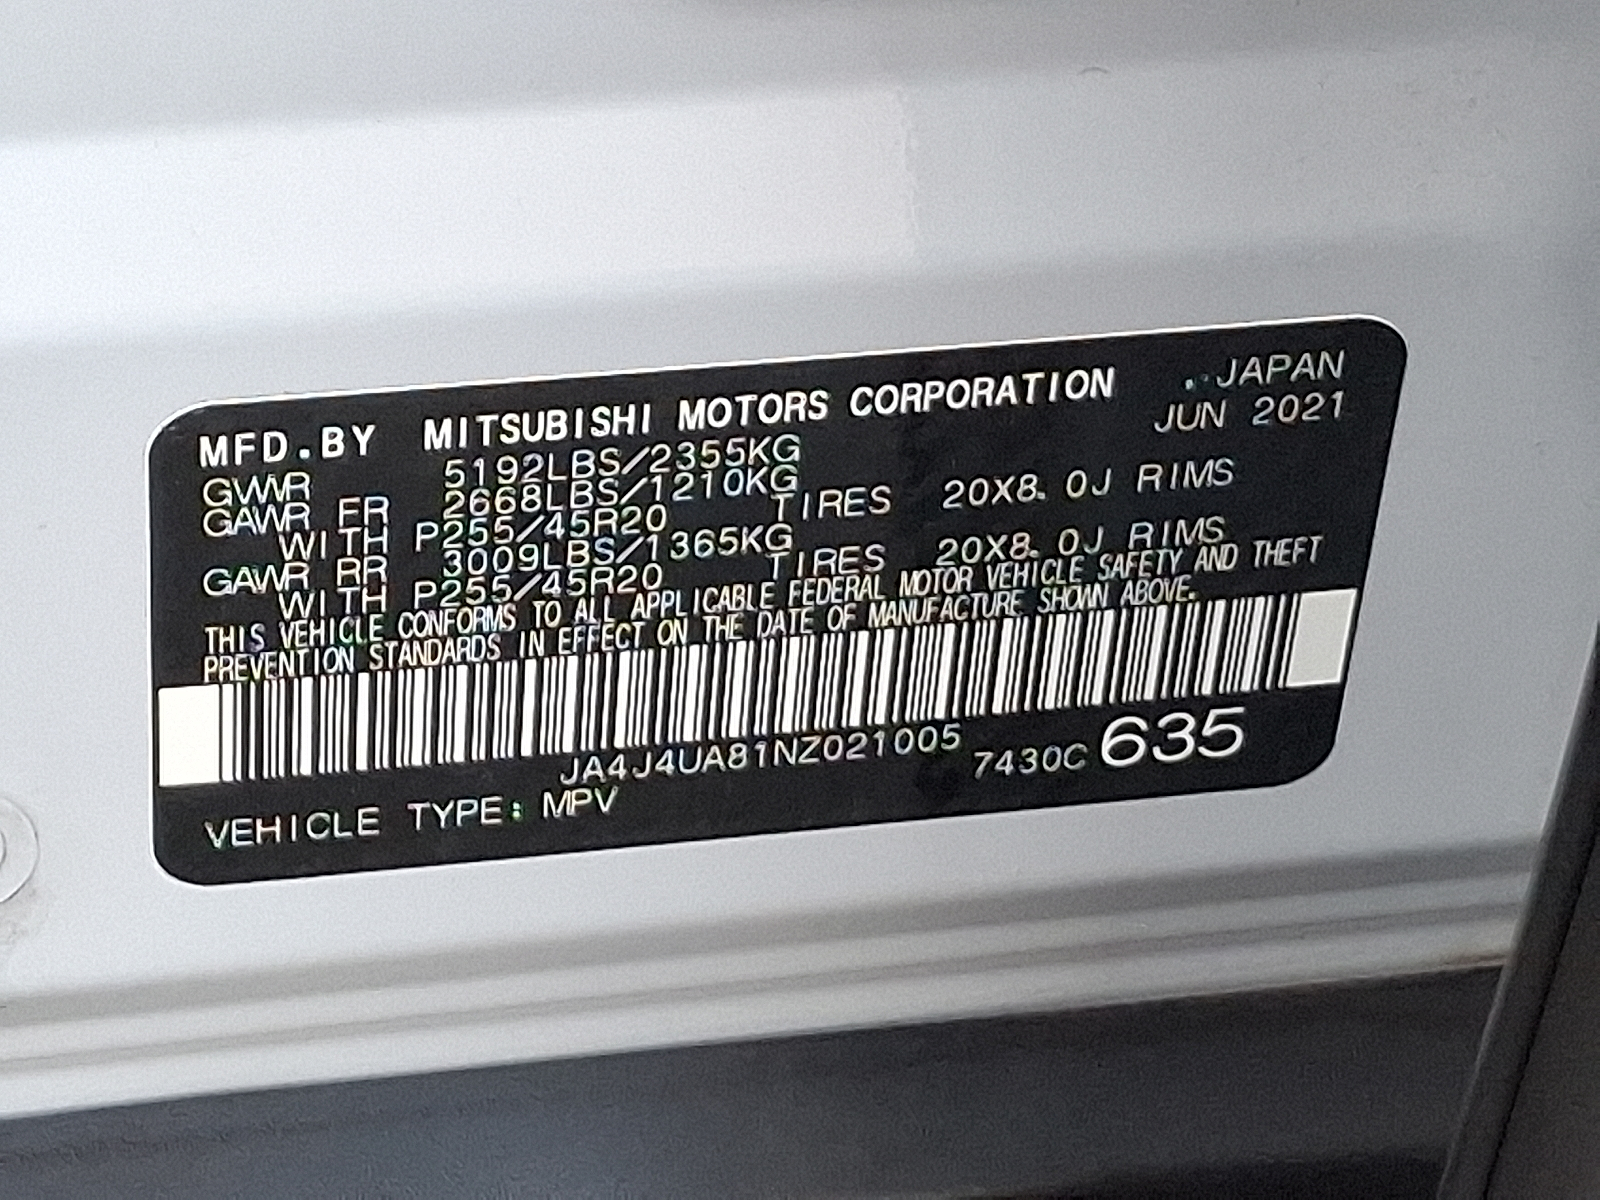 MFD.BY MITSUBISHI MOTORS CORPORATION . JAPAN
JUN 2021
GVWR 5192LBS/2355KG
GAWR FR 2668LBS/1210KG
WITH P255/45R20 TIRES 20X8.0J RIMS
GAWR RR 3009LBS/1365KG
WITH P255/45R20 TIRES 20X8.0J RIMS
THIS VEHICLE CONFORMS TO ALL APPLICABLE FEDERAL MOTOR VEHICLE SAFETY AND THEFT
PREVENTION STANDARDS IN EFFECT ON THE DATE OF MANUFACTURE SHOWN ABOVE.
JA4J4UA81NZ021005 7430C 635
VEHICLE TYPE: MPV